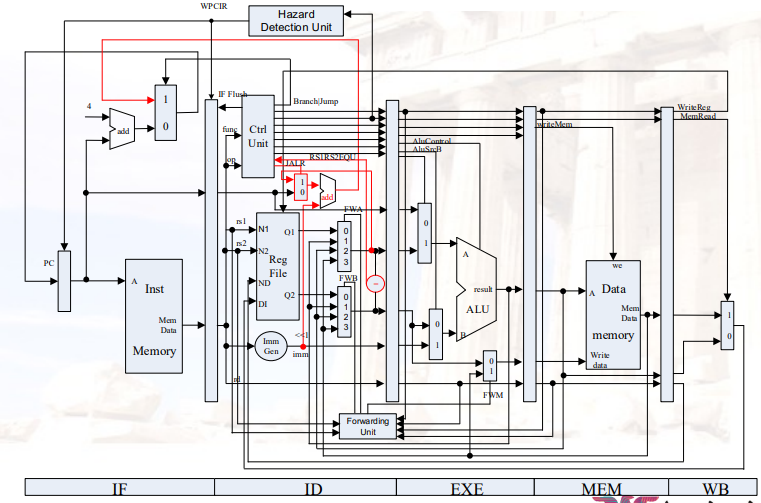 WPCIR
Hazard
Detection Unit
4
add
1
0
IF Flush
Ctrl
Unit
func
op
Branch|Jump
RS1RS2EQU
JALR
1
0
add
AluControl
AluSrcB
writeMem
WriteReg
MemRead
PC
A
Inst
Memory
Mem
Data
rs1
rs2
N1
N2
ND
DI
Reg
File
Q1
Q2
FWA
0
1
2
3
FWB
0
1
2
3
=
Imm
Gen
<<1
imm
rd
0
1
0
1
A
B
ALU
result
0
1
FWM
Forwarding
Unit
we
A
Data
memory
Mem
Data
Write
data
1
0
IF
ID
EXE
MEM
WB